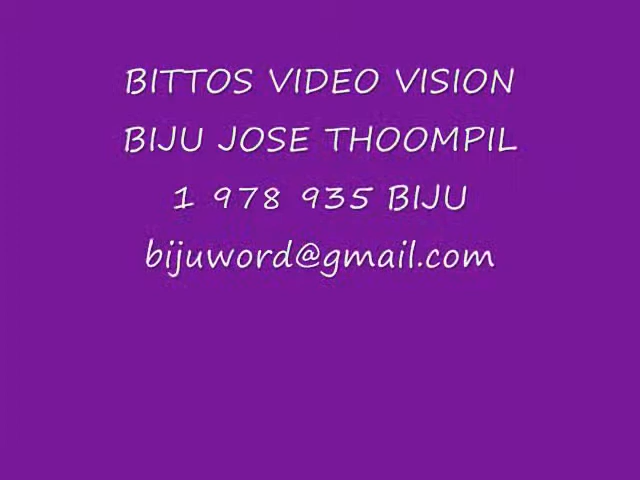 BITTOS VIDEO VISION
BIJU JOSE THOOMPIL
1 978 935 BIJU
bijuword@gmail.com